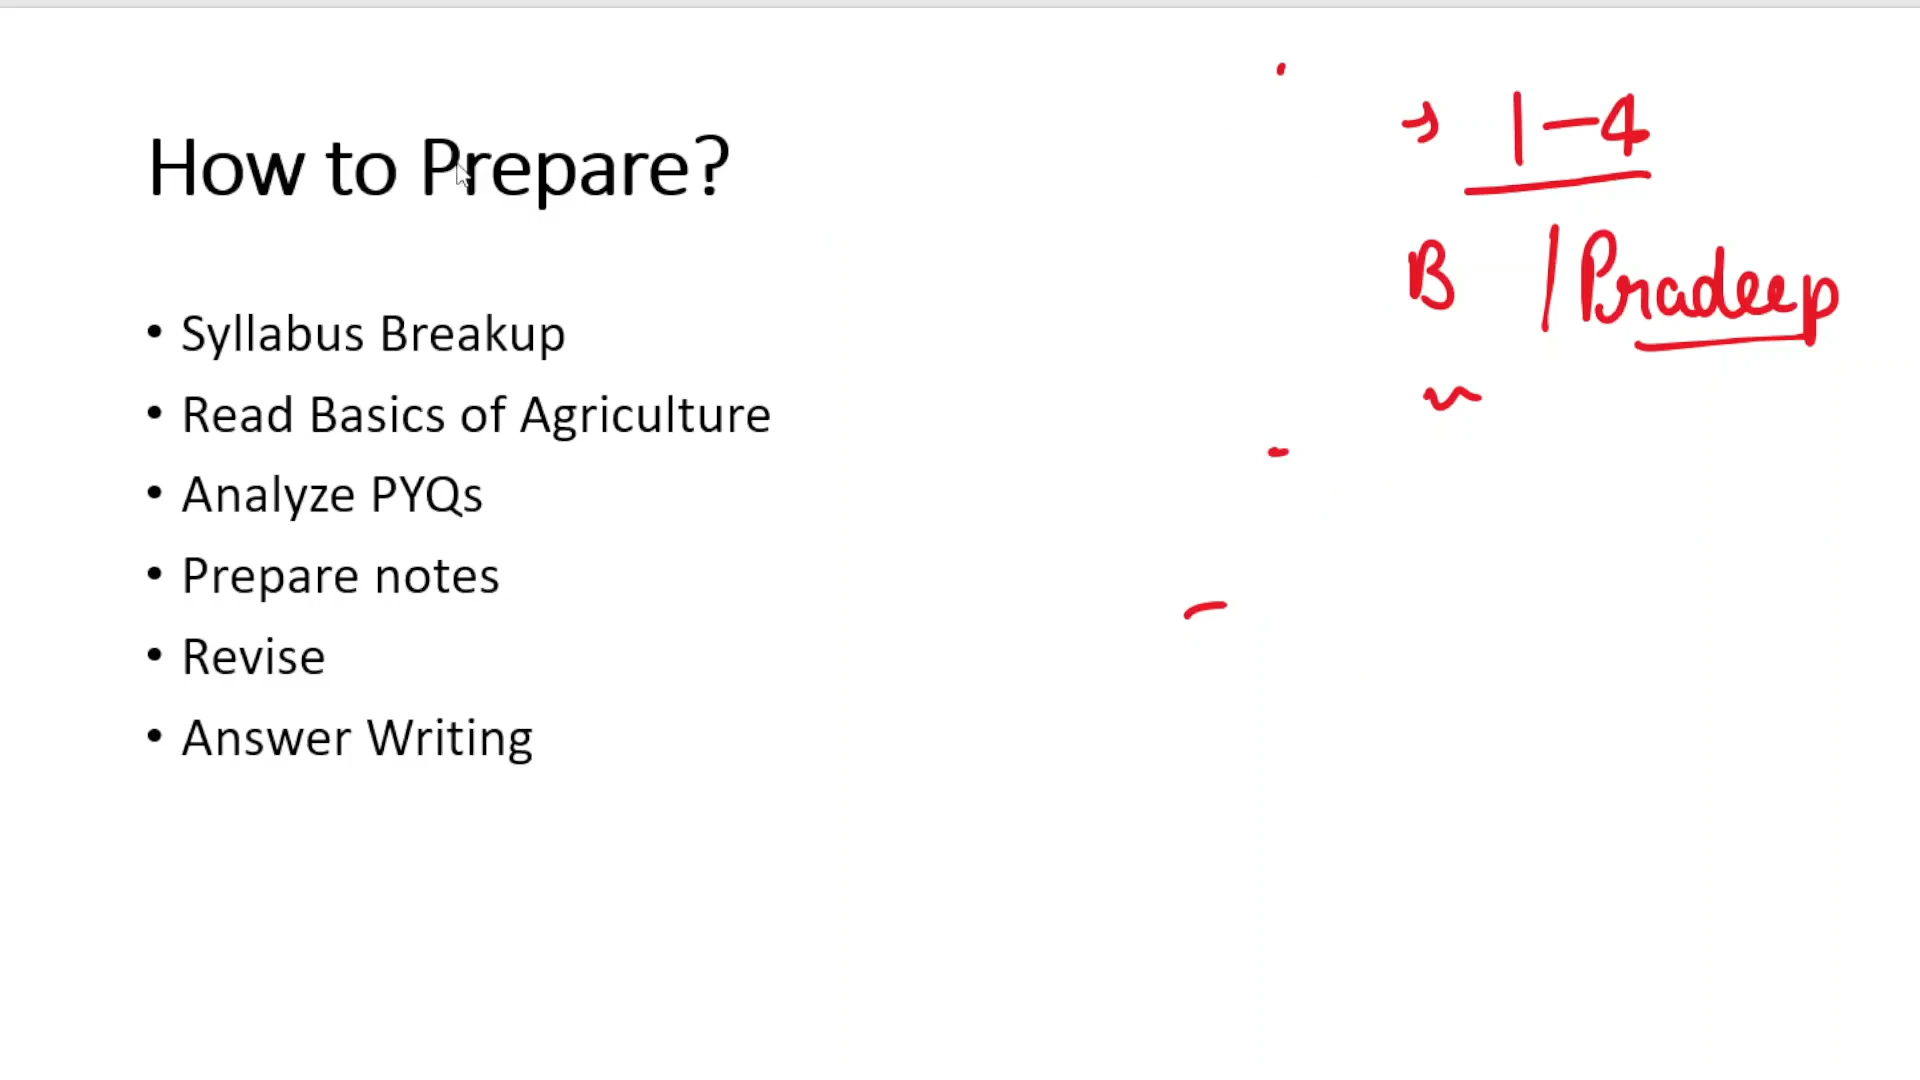 How to Prepare?
• Syllabus Breakup
• Read Basics of Agriculture
• Analyze PYQs
• Prepare notes
• Revise
• Answer Writing
1-4
B / Pradeep